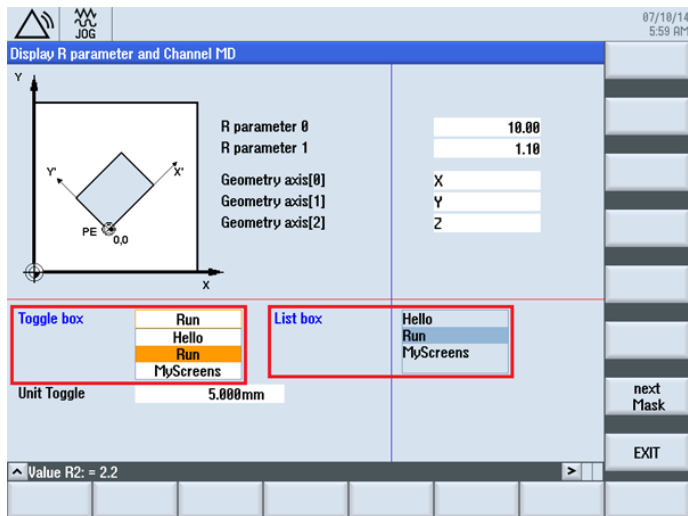 JOG
07/10/14
5:59 AM
Display R parameter and Channel MD
Y
R parameter 0 10.00
R parameter 1 1.10
Y' X'
Geometry axis[0] X
Geometry axis[1] Y
Geometry axis[2] Z
PE 0,0
X
Toggle box Run List box Hello
Hello Run
Run MyScreens
MyScreens
Unit Toggle 5.000mm
next
Mask
EXIT
Value R2: = 2.2